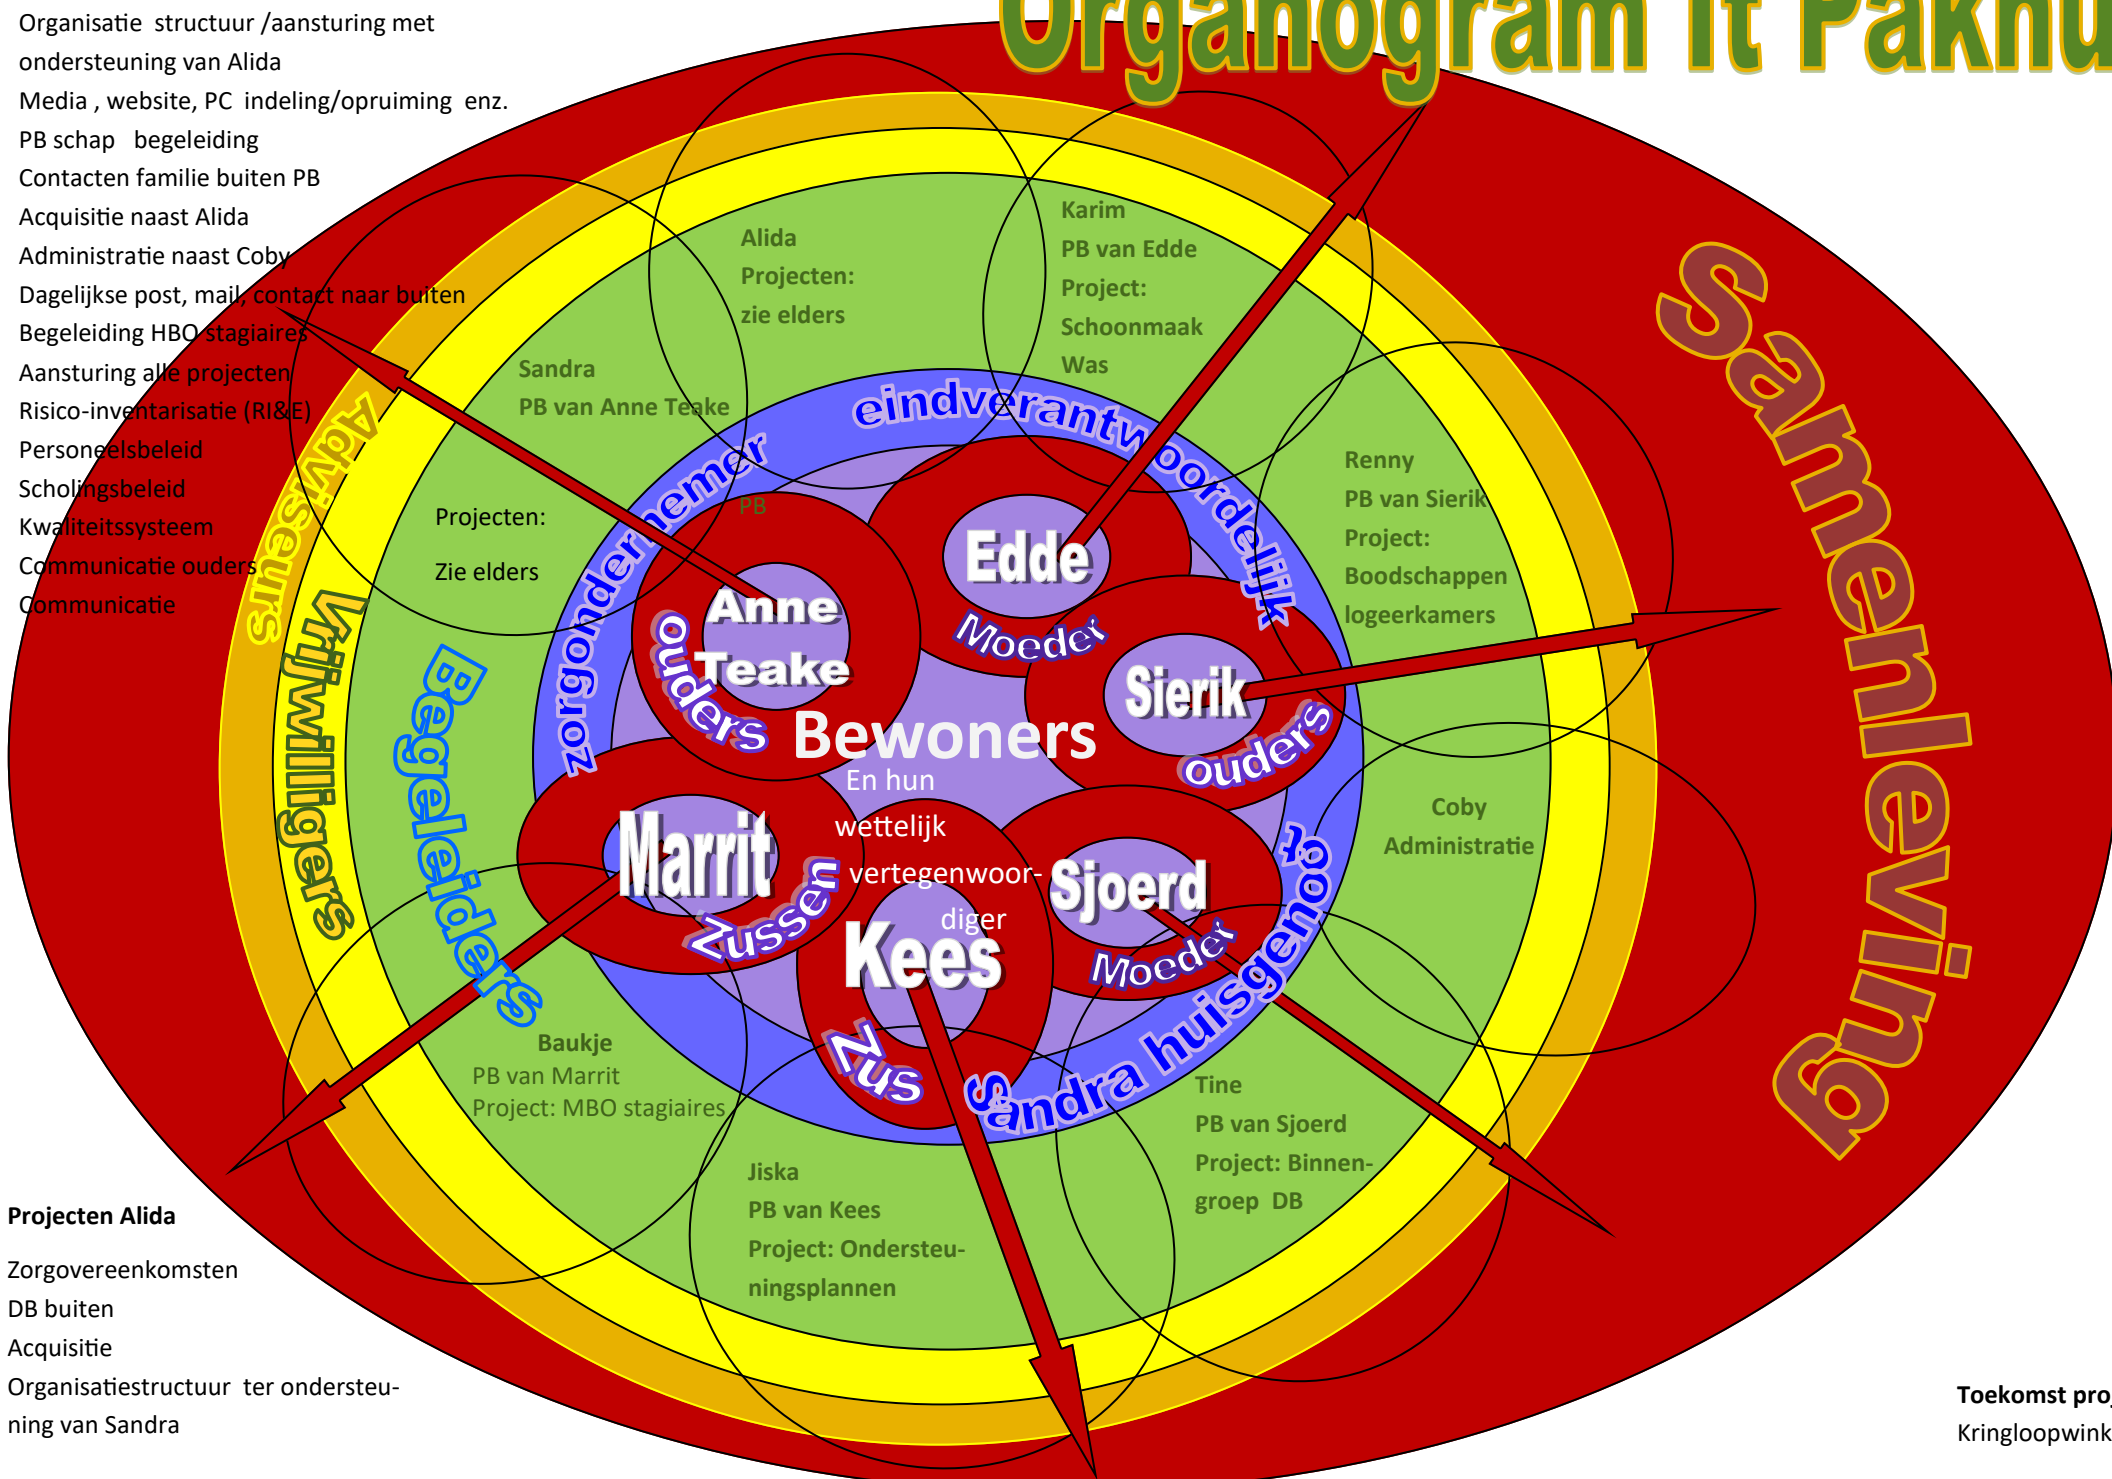 Organogram It Paknu
Organisatie structuur /aansturing met
ondersteuning van Alida
Media , website, PC indeling/opruiming enz.
PB schap begeleiding
Contacten familie buiten PB
Acquisitie naast Alida
Administratie naast Coby
Dagelijkse post, mail, contact naar buiten
Begeleiding HBO stagiaires
Aansturing alle projecten
Risico-inventarisatie (RI&E)
Personeelsbeleid
Scholingsbeleid
Kwaliteitssysteem
Communicatie ouders
Communicatie
Samenleving
Adviseurs
Vrijwilligers
Begeleiders
Sandra
PB van Anne Teake
Projecten:
Zie elders
Alida
Projecten:
zie elders
Karim
PB van Edde
Project:
Schoonmaak
Was
Renny
PB van Sierik
Project:
Boodschappen
logeerkamers
Coby
Administratie
Tine
PB van Sjoerd
Project: Binnen-
groep DB
Jiska
PB van Kees
Project: Ondersteu-
ningsplannen
Baukje
PB van Marrit
Project: MBO stagiaires
zorgondernemer
eindverantwoordelijk
Sandra huisgenoot
PB
Anne
Teake
ouders
Edde
Moeder
Sierik
ouders
Bewoners
En hun
wettelijk
vertegenwoor-
diger
Marrit
Zussen
Kees
Zus
Sjoerd
Moeder
Projecten Alida
Zorgovereenkomsten
DB buiten
Acquisitie
Organisatiestructuur ter ondersteu-
ning van Sandra
Toekomst pro
Kringloopwink